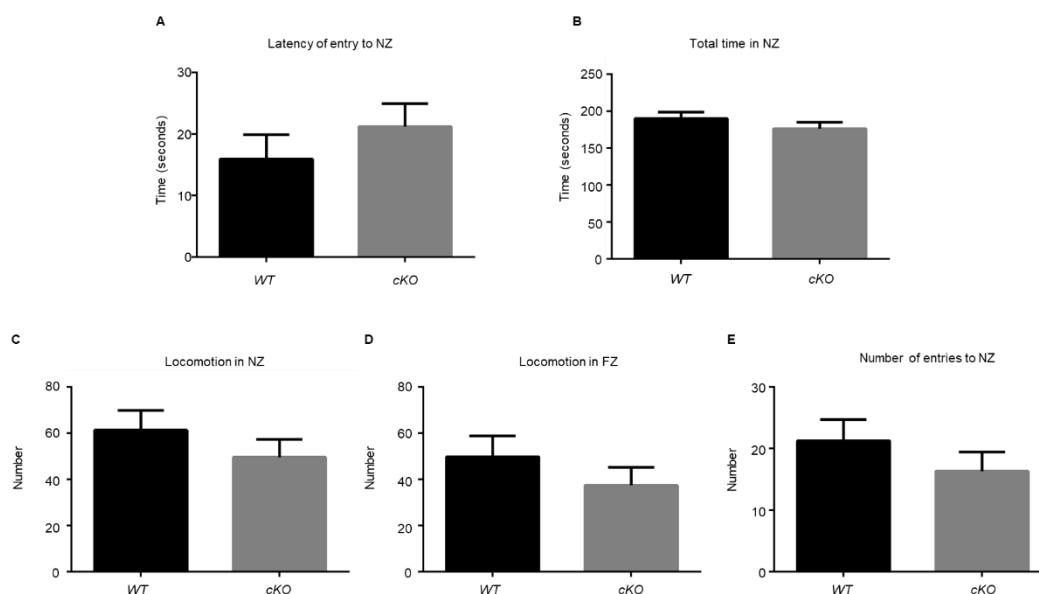 A
Latency of entry to NZ
30
20
10
0
Time (seconds)
WT cKO
B
Total time in NZ
250
200
150
100
50
0
Time (seconds)
WT cKO
C
Locomotion in NZ
80
60
40
20
0
Number
WT cKO
D
Locomotion in FZ
80
60
40
20
0
Number
WT cKO
E
Number of entries to NZ
30
20
10
0
Number
WT cKO